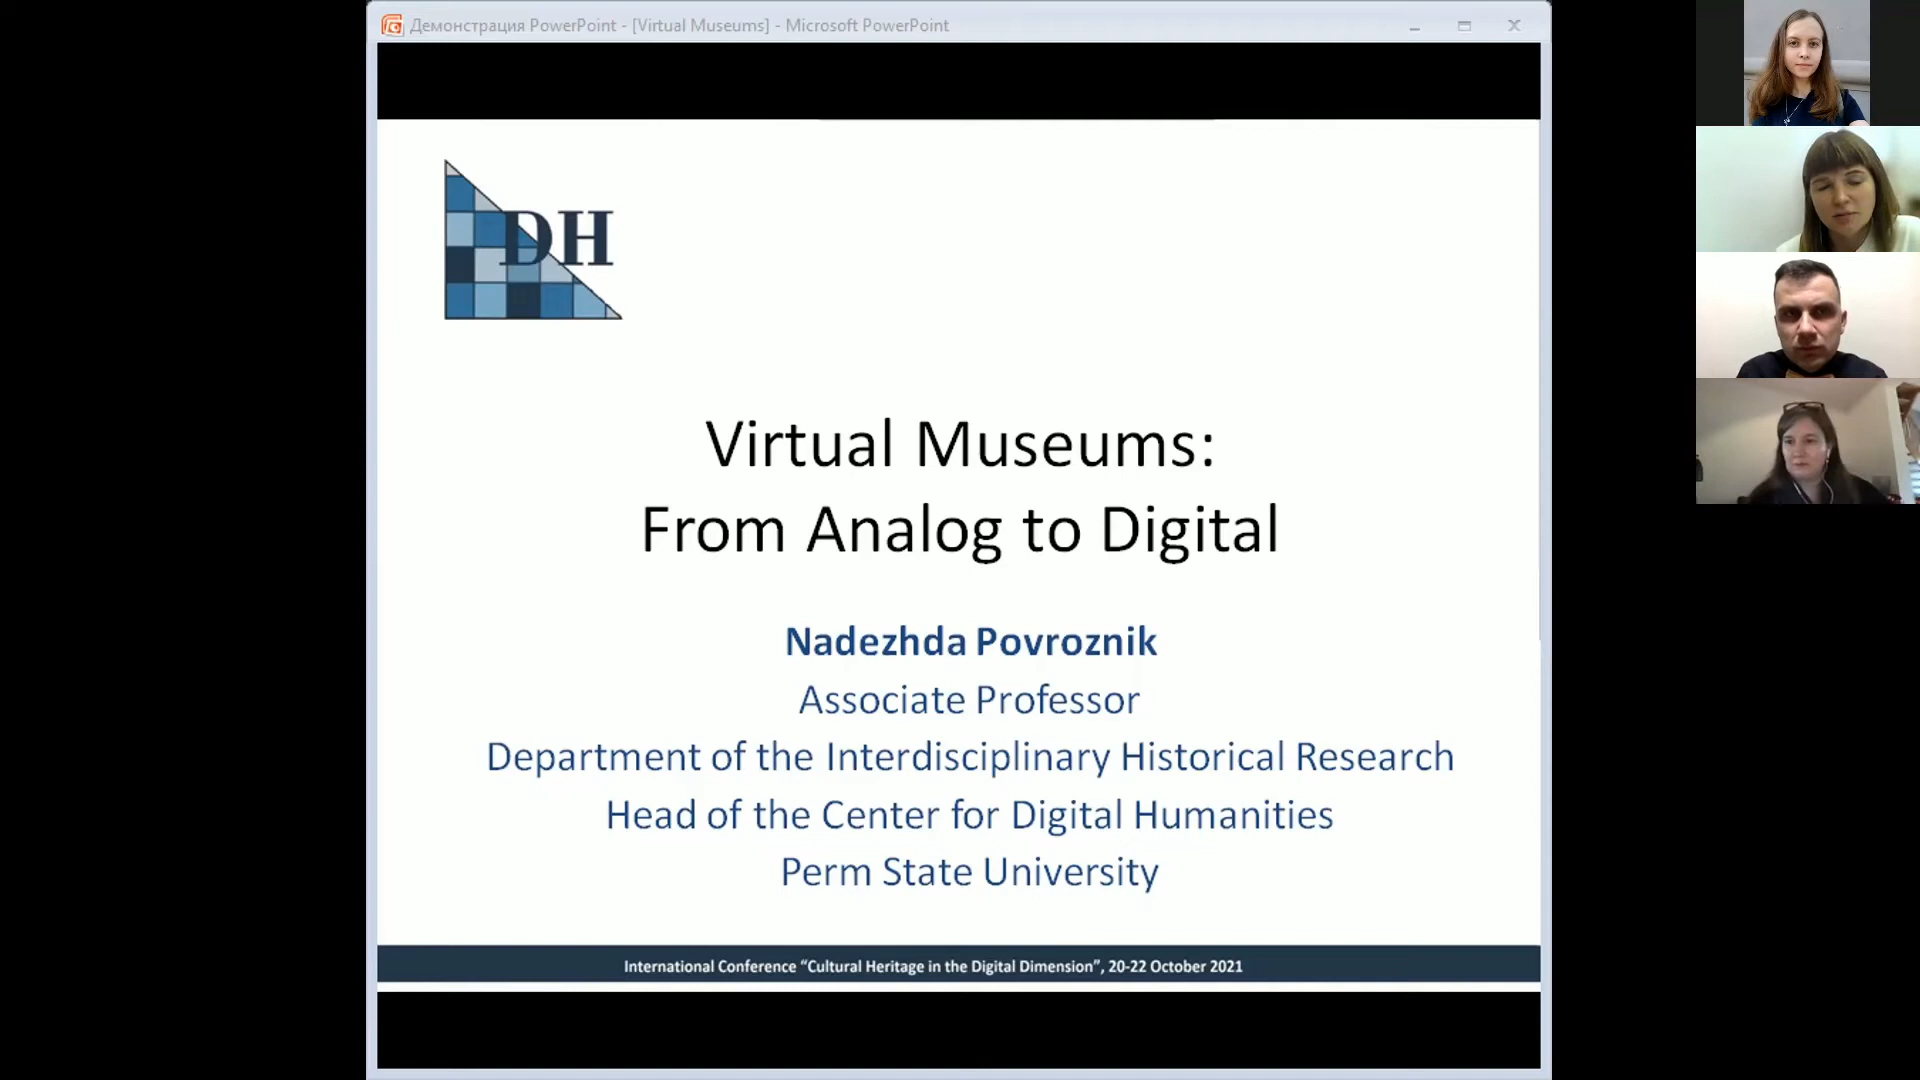 Демонстрация PowerPoint - [Virtual Museums] - Microsoft PowerPoint
DH
Virtual Museums:
From Analog to Digital
Nadezhda Povroznik
Associate Professor
Department of the Interdisciplinary Historical Research
Head of the Center for Digital Humanities
Perm State University
International Conference “Cultural Heritage in the Digital Dimension”, 20-22 October 2021